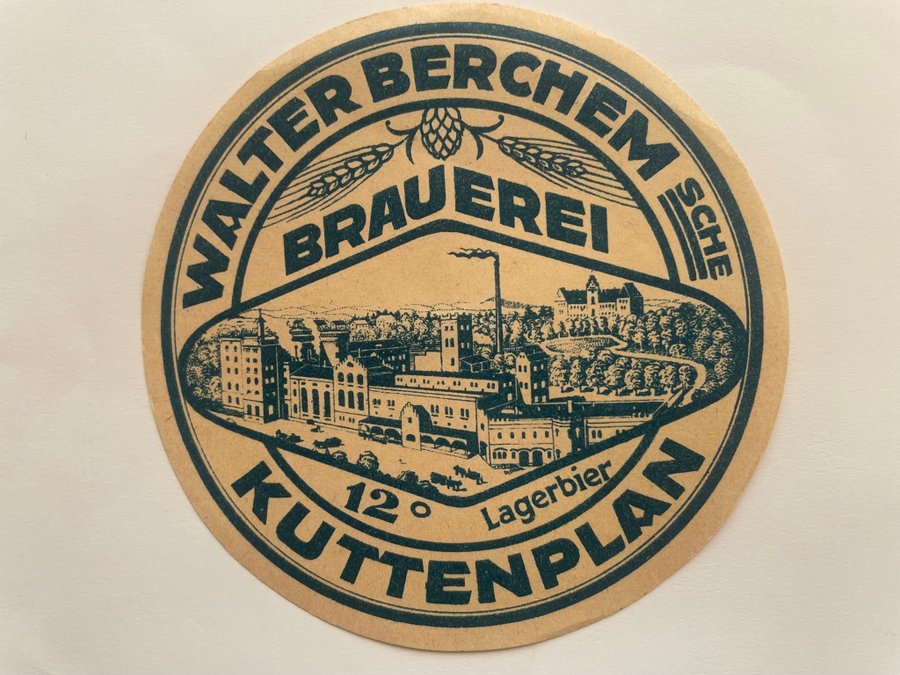 WALTER BERCHEM SCHE
BRAUEREI
12° Lagerbier
KUTTENPLAN